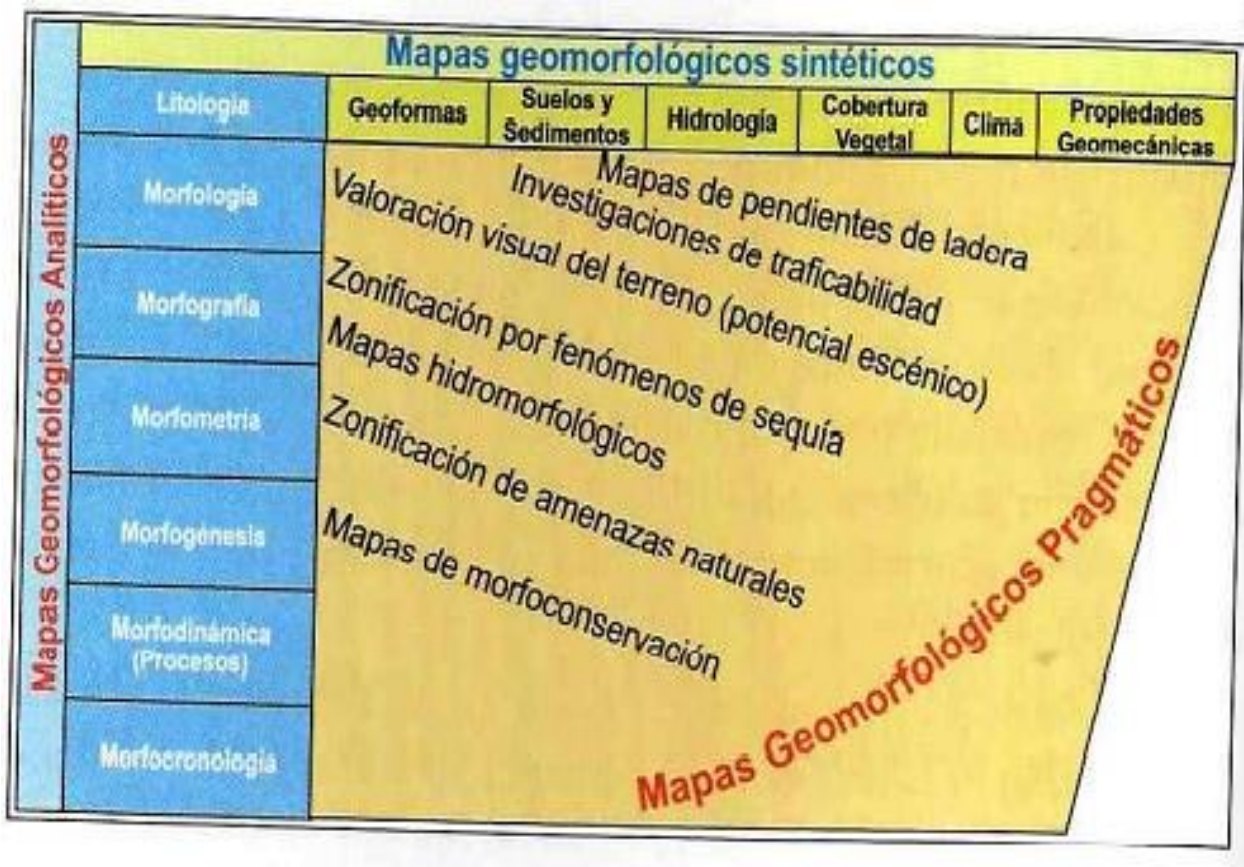 Mapas geomorfológicos sintéticos
Mapas Geomorfológicos Analíticos
Litología
Geoformas
Suelos y
Sedimentos
Hidrología
Cobertura
Vegetal
Clima
Propiedades
Geomecánicas
Morfología
Morfografía
Morfometria
Morfogénesis
Morfodinámica
(Procesos)
Morfocronología
Mapas de pendientes de ladera
Investigaciones de traficabilidad
Valoración visual del terreno (potencial escénico)
Zonificación por fenómenos de sequía
Mapas hidromorfológicos
Zonificación de amenazas naturales
Mapas de morfoconservación
Mapas Geomorfológicos Pragmáticos